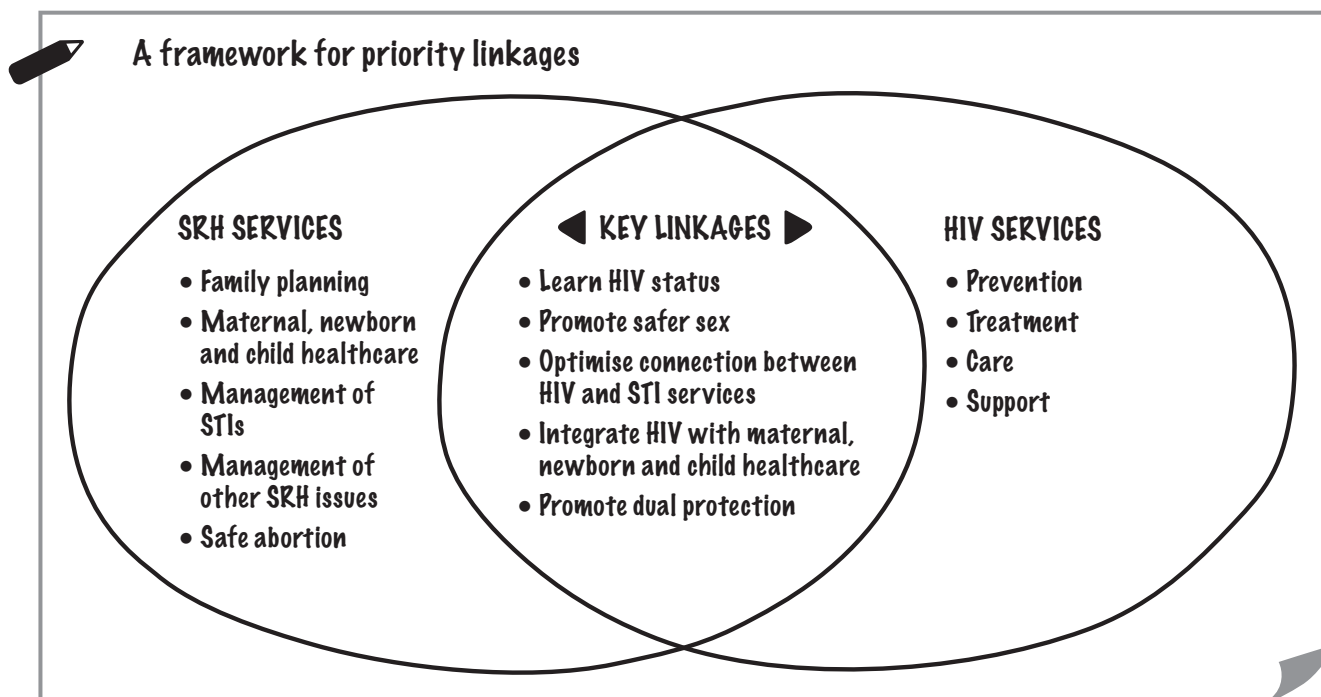 A framework for priority linkages
SRH SERVICES
• Family planning
• Maternal, newborn
and child healthcare
• Management of
STIs
• Management of
other SRH issues
• Safe abortion
KEY LINKAGES
• Learn HIV status
• Promote safer sex
• Optimise connection between
HIV and STI services
• Integrate HIV with maternal,
newborn and child healthcare
• Promote dual protection
HIV SERVICES
• Prevention
• Treatment
• Care
• Support